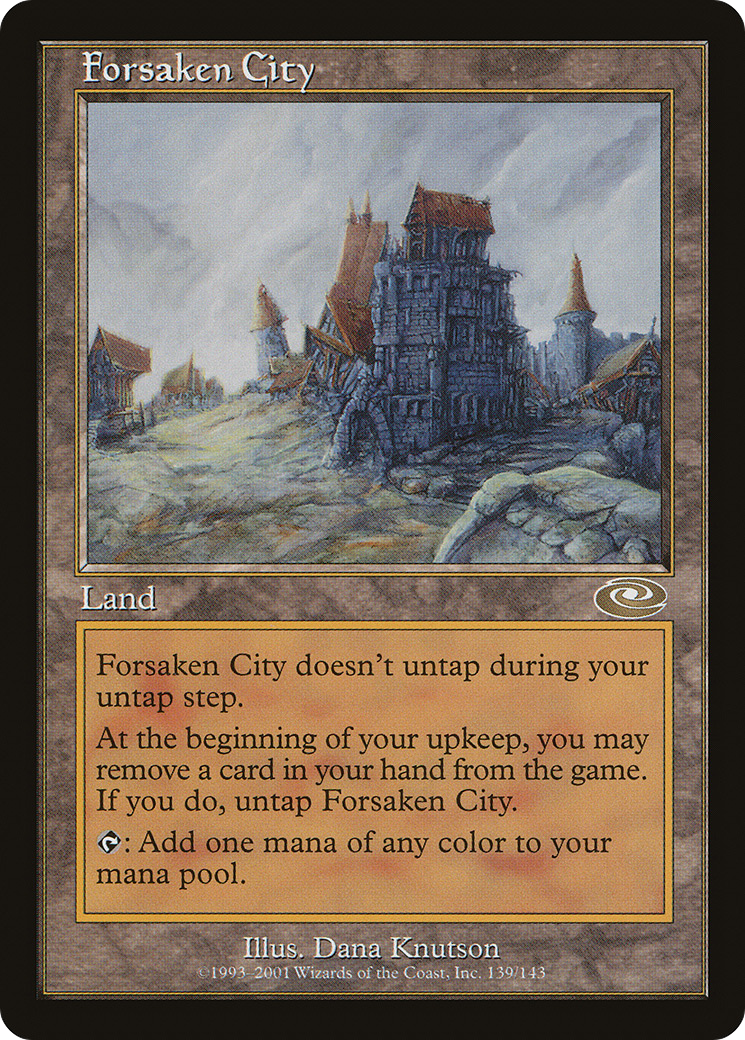 Forsaken City
Land
Forsaken City doesn't untap during your
untap step.
At the beginning of your upkeep, you may
remove a card in your hand from the game.
If you do, untap Forsaken City.
: Add one mana of any color to your
mana pool.
Illus. Dana Knutson
©1993–2001 Wizards of the Coast, Inc. 139/143